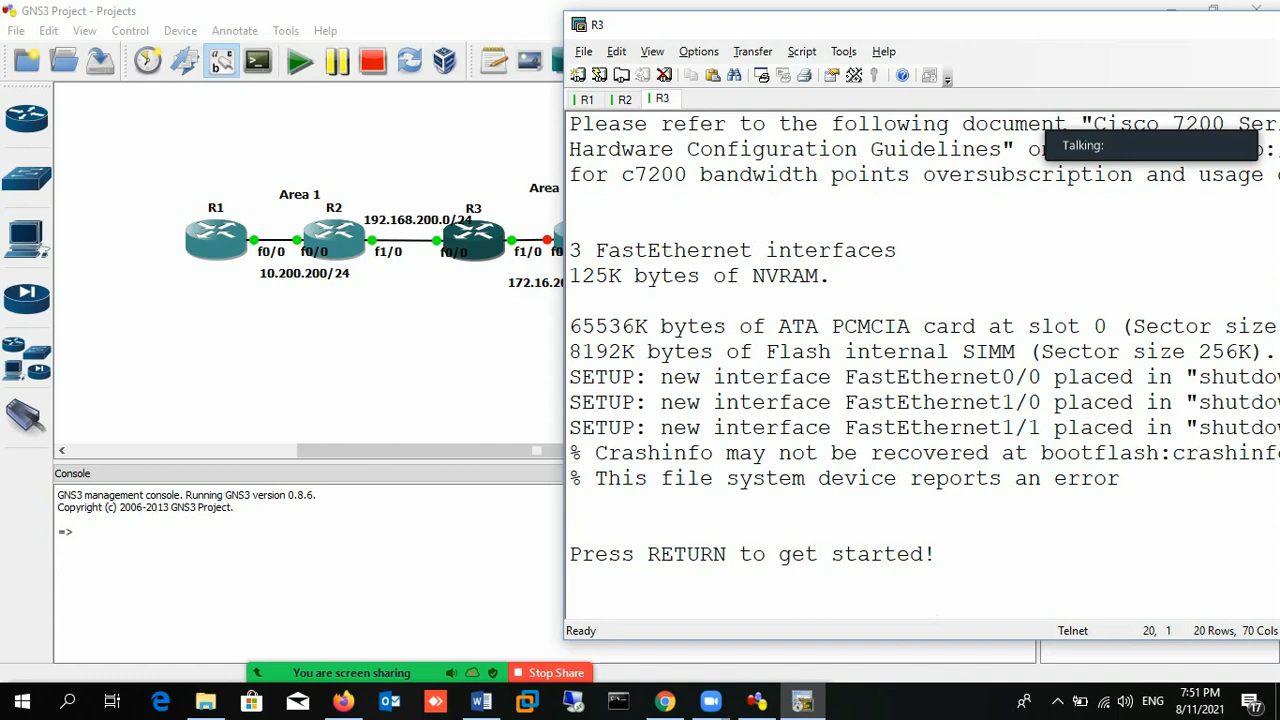 GNS3 Project - Projects
File Edit View Control Device Annotate Tools Help
Area 1
R1
R2
192.168.200.0/24
R3
Area
f0/0
f0/0
f1/0
f0/0
f1/0
10.200.200/24
172.16.20
Console
GNS3 management console. Running GNS3 version 0.8.6.
Copyright (c) 2006-2013 GNS3 Project.
=>
R3
File Edit View Options Transfer Script Tools Help
R1 R2 R3
Please refer to the following document "Cisco 7200 Ser
Hardware Configuration Guidelines" o
for c7200 bandwidth points oversubscription and usage
Talking:
3 FastEthernet interfaces
125K bytes of NVRAM.
65536K bytes of ATA PCMCIA card at slot 0 (Sector size
8192K bytes of Flash internal SIMM (Sector size 256K).
SETUP: new interface FastEthernet0/0 placed in "shutdow
SETUP: new interface FastEthernet1/0 placed in "shutdow
SETUP: new interface FastEthernet1/1 placed in "shutdow
% Crashinfo may not be recovered at bootflash:crashinfo
% This file system device reports an error
Press RETURN to get started!
Ready Telnet 20, 1 20 Rows, 70 Cols
You are screen sharing Stop Share
ENG
7:51 PM
8/11/2021
17